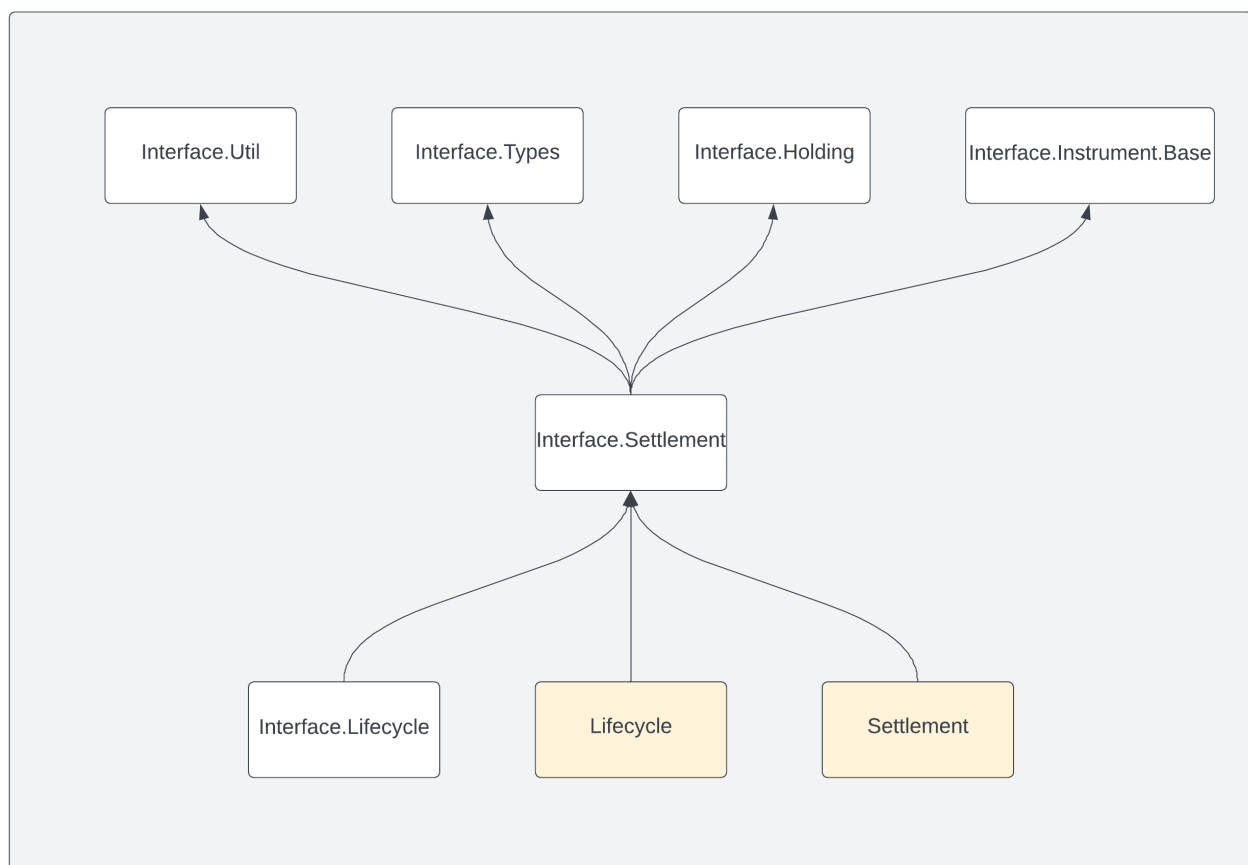 Interface.Util
Interface.Types
Interface.Holding
Interface.Instrument.Base
Interface.Settlement
Interface.Lifecycle
Lifecycle
Settlement